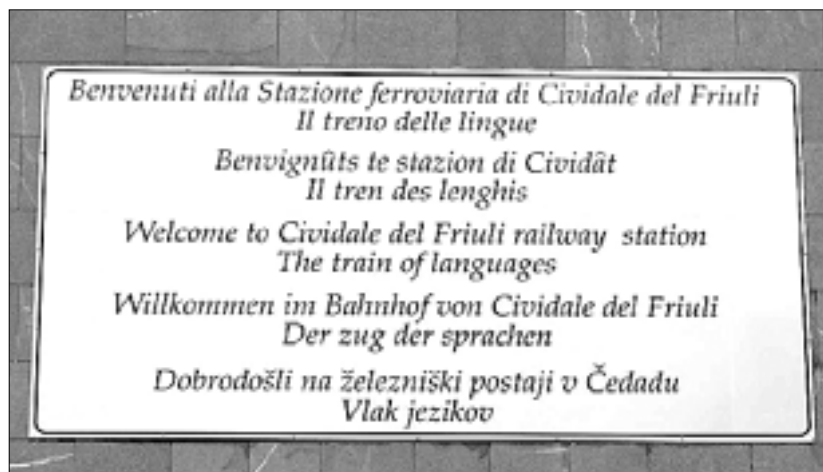 Benvenuti alla Stazione ferroviaria di Cividale del Friuli
Il treno delle lingue
Benvignûts te stazion di Cividât
Il tren des lenghis
Welcome to Cividale del Friuli railway station
The train of languages
Willkommen im Bahnhof von Cividale del Friuli
Der zug der sprachen
Dobrodošli na železniški postaji v Čedadu
Vlak jezikov